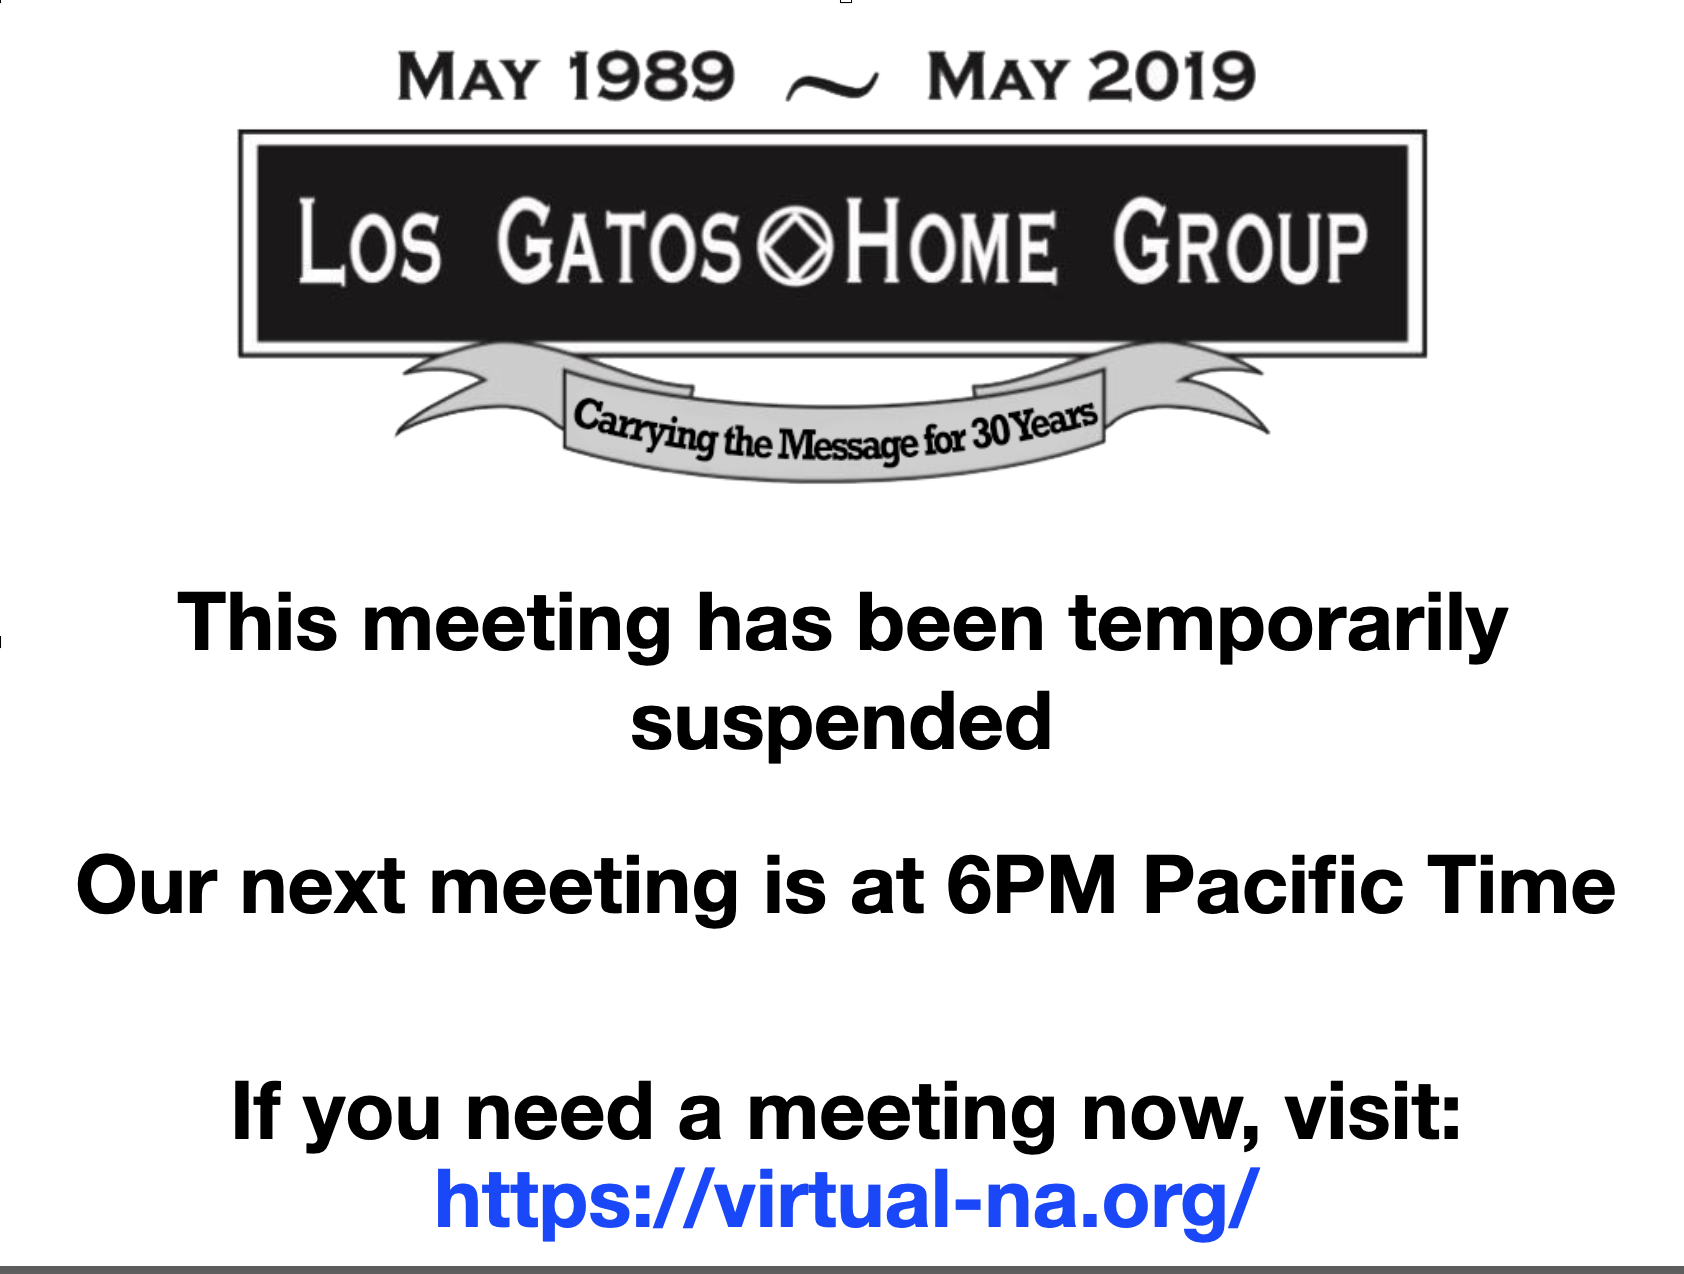 May 1989 ~ May 2019
Los Gatos Home Group
Carrying the Message for 30 Years
This meeting has been temporarily
suspended
Our next meeting is at 6PM Pacific Time
If you need a meeting now, visit:
https://virtual-na.org/